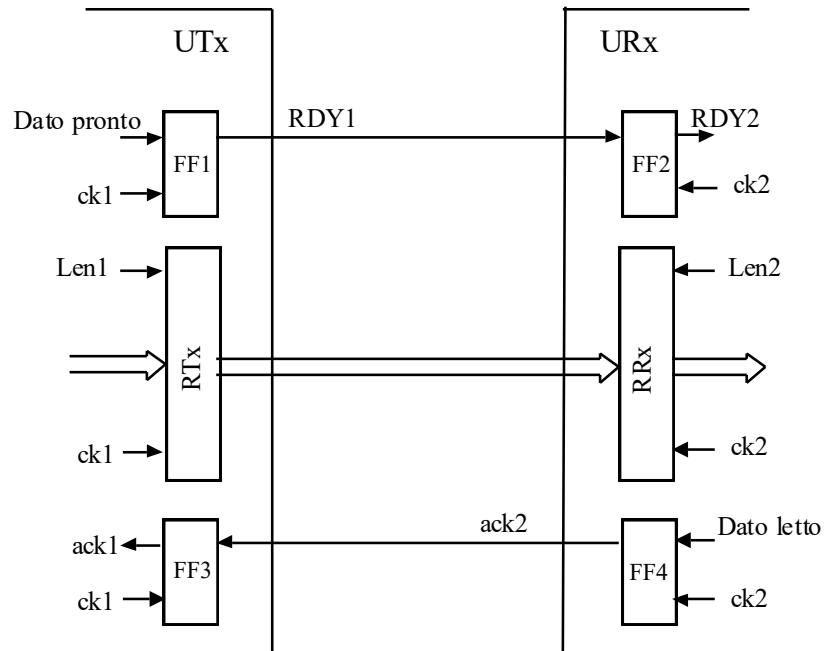 UTx
URx
Dato pronto
RDY1
RDY2
FF1
FF2
ck1
ck2
Len1
Len2
RTx
RRx
ck1
ck2
ack2
Dato letto
ack1
FF3
FF4
ck1
ck2